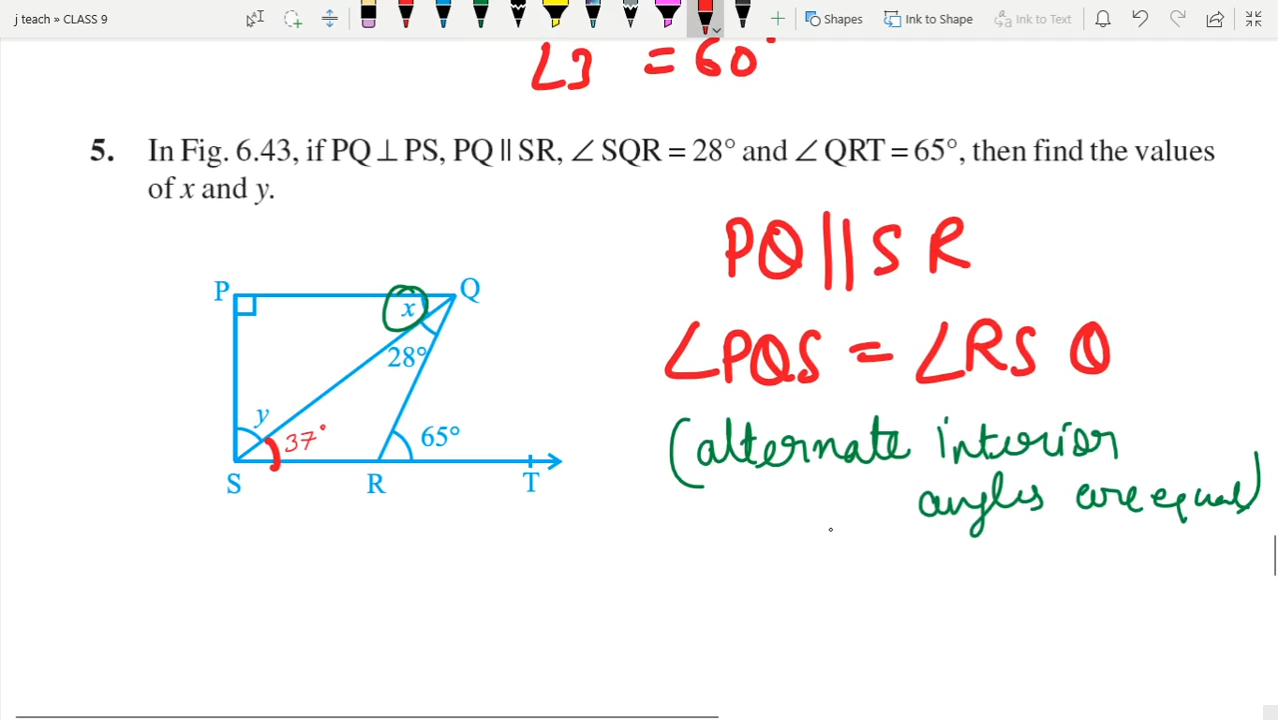 j teach » CLASS 9
Shapes
Ink to Shape
Ink to Text
∠3 = 60°
5. In Fig. 6.43, if PQ ⊥ PS, PQ || SR, ∠ SQR = 28° and ∠ QRT = 65°, then find the values
of x and y.
PQ || SR
P
x
Q
∠PQS = ∠RSQ
28°
y
37°
65°
(alternate interior
angles are equal)
S
R
T